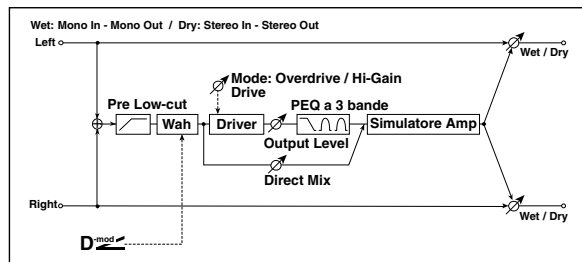 Wet: Mono In - Mono Out / Dry: Stereo In - Stereo Out
Left
Wet / Dry
Mode: Overdrive / Hi-Gain
Drive
Pre Low-cut
PEQ a 3 bande
Wah
Driver
Simulatore Amp
Output Level
Direct Mix
Right
Wet / Dry
D-mod